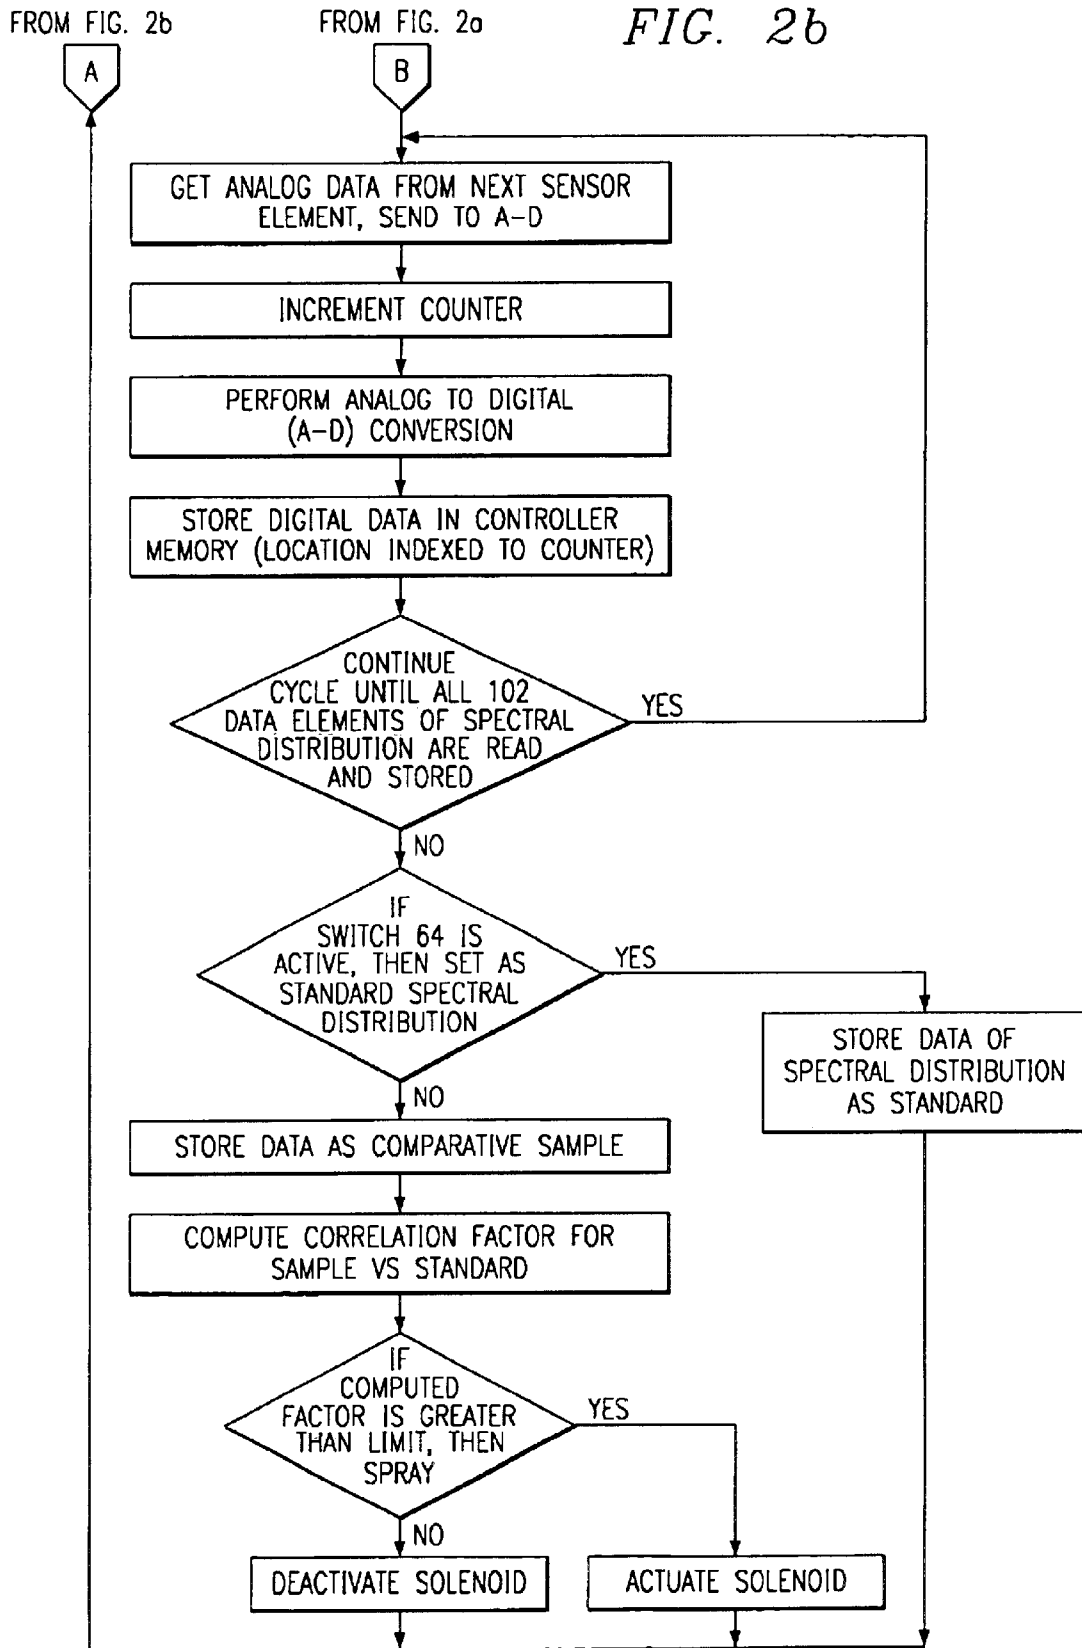 FROM FIG. 2b
FROM FIG. 2a
FIG. 2b
A
B
GET ANALOG DATA FROM NEXT SENSOR
ELEMENT, SEND TO A-D
INCREMENT COUNTER
PERFORM ANALOG TO DIGITAL
(A-D) CONVERSION
STORE DIGITAL DATA IN CONTROLLER
MEMORY (LOCATION INDEXED TO COUNTER)
CONTINUE
CYCLE UNTIL ALL 102
DATA ELEMENTS OF SPECTRAL
DISTRIBUTION ARE READ
AND STORED
YES
NO
IF
SWITCH 64 IS
ACTIVE, THEN SET AS
STANDARD SPECTRAL
DISTRIBUTION
YES
STORE DATA OF
SPECTRAL DISTRIBUTION
AS STANDARD
NO
STORE DATA AS COMPARATIVE SAMPLE
COMPUTE CORRELATION FACTOR FOR
SAMPLE VS STANDARD
IF
COMPUTED
FACTOR IS GREATER
THAN LIMIT, THEN
SPRAY
YES
NO
DEACTIVATE SOLENOID
ACTUATE SOLENOID